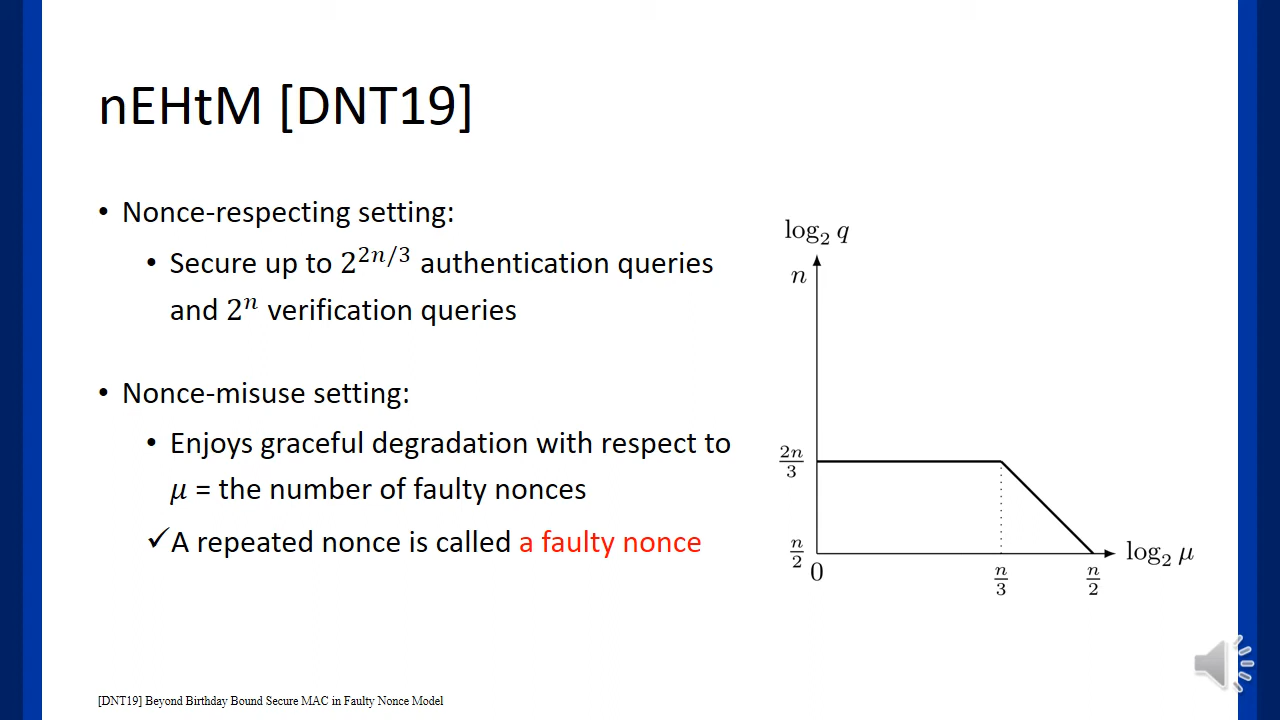 nEHtM [DNT19]
• Nonce-respecting setting:
• Secure up to 2^{2n/3} authentication queries
and 2^n verification queries
• Nonce-misuse setting:
• Enjoys graceful degradation with respect to
μ = the number of faulty nonces
✓A repeated nonce is called a faulty nonce
log₂ q
n
2n/3
n/2
0
n/3
n/2
log₂ μ
[DNT19] Beyond Birthday Bound Secure MAC in Faulty Nonce Model